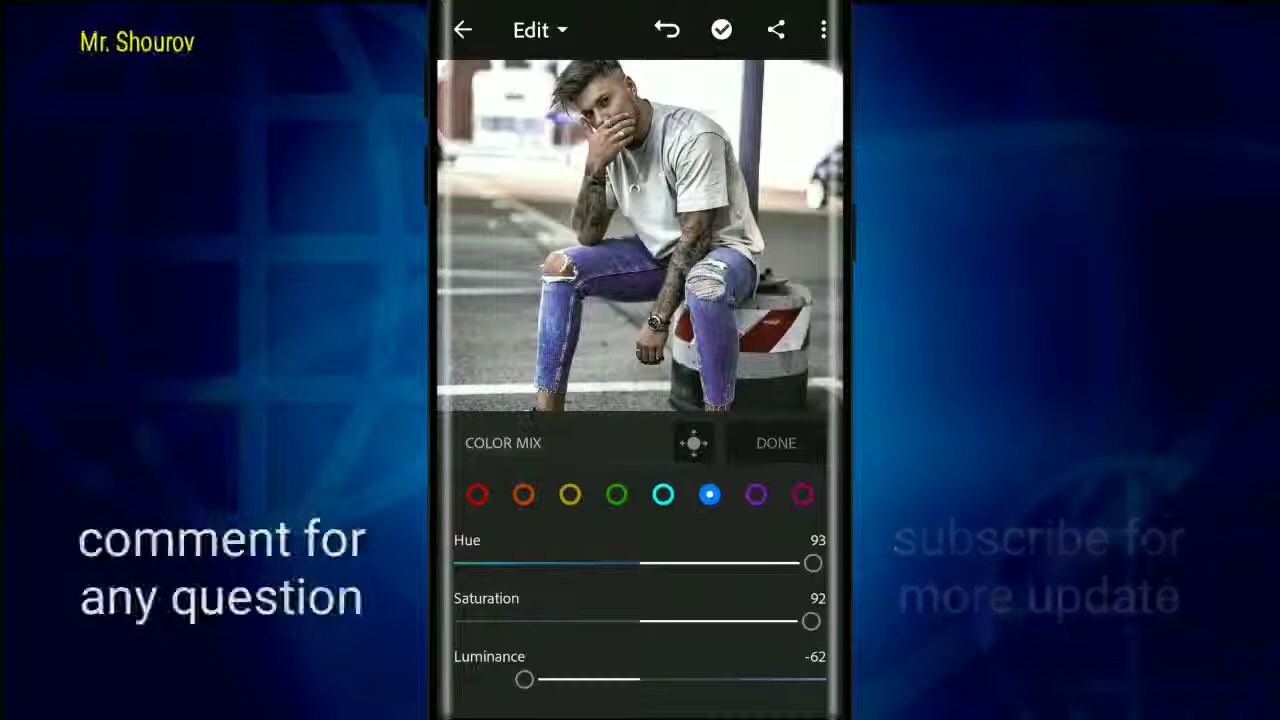 Mr. Shourov
Edit
COLOR MIX
DONE
Hue
93
Saturation
92
Luminance
-62
comment for
any question
subscribe for
more update